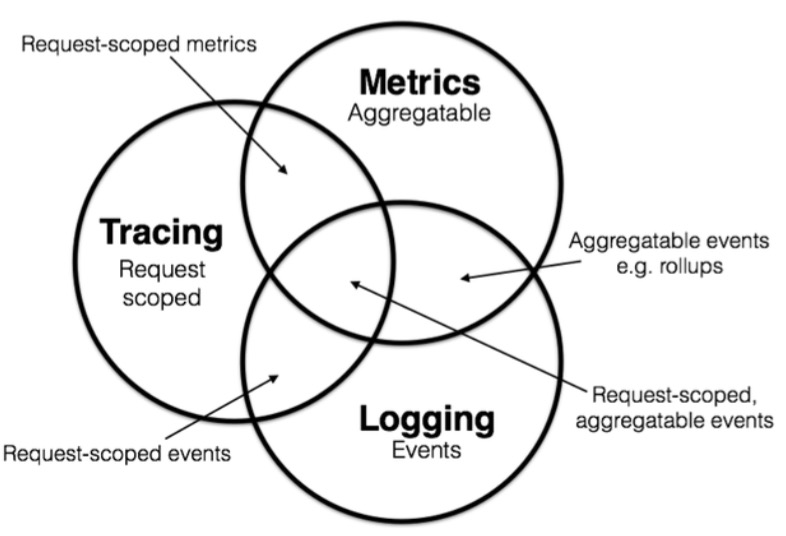 Request-scoped metrics
Metrics
Aggregatable
Tracing
Request
scoped
Aggregatable events
e.g. rollups
Request-scoped,
aggregatable events
Logging
Events
Request-scoped events